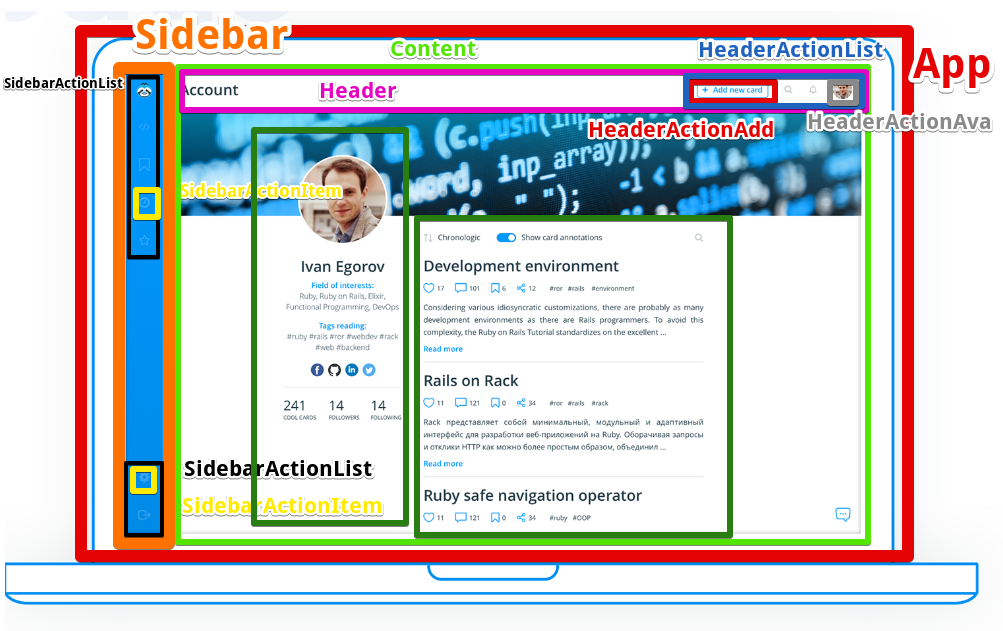 Sidebar
Content
HeaderActionList
App
SidebarActionList
Account
Header
+ Add new card
HeaderActionAdd
HeaderActionAva
(c.push(inp
.word, inp_array));
" ");
-1 < b
SidebarActionItem
Chronologic
Show card annotations
Ivan Egorov
Field of interests:
Ruby, Ruby on Rails, Elixir,
Functional Programming, DevOps
Tags reading:
#ruby #rails #ror #webdev #rack
#web #backend
241 14 14
COOL CARDS FOLLOWERS FOLLOWING
Development environment
17 101 6 12 #ror #rails #environment
Considering various idiosyncratic customizations, there are probably as many
development environments as there are Rails programmers. To avoid this
complexity, the Ruby on Rails Tutorial standardizes on the excellent ...
Read more
Rails on Rack
11 121 0 34 #ror #rails #rack
Rack представляет собой минимальный, модульный и адаптивный
интерфейс для разработки веб-приложений на Ruby. Оборачивая запросы
и отклики HTTP как можно более простым образом, объединил ...
Read more
Ruby safe navigation operator
11 121 0 34 #ruby #COP
SidebarActionList
SidebarActionItem